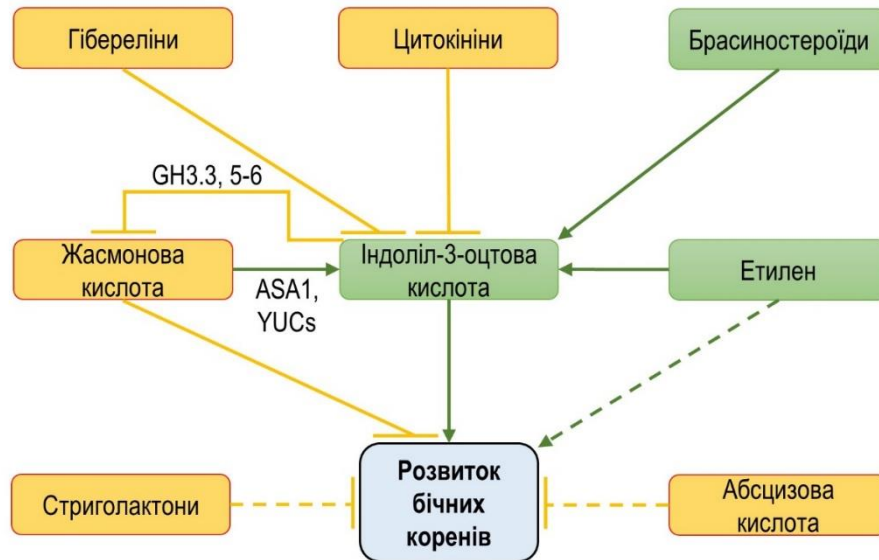 Гібереліни
Цитокініни
Брасиностероїди
GH3.3, 5-6
Жасмонова
кислота
ASA1,
YUCs
Індоліл-3-оцтова
кислота
Етилен
Стриголактони
Розвиток
бічних
коренів
Абсцизова
кислота